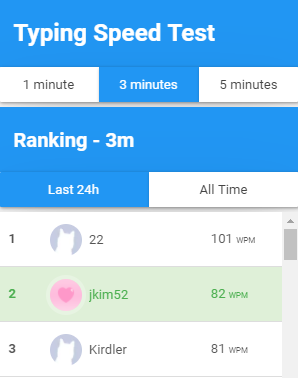 Typing Speed Test
1 minute 3 minutes 5 minutes
Ranking - 3m
Last 24h All Time
1 22 101 WPM
2 jkim52 82 WPM
3 Kirdler 81 WPM